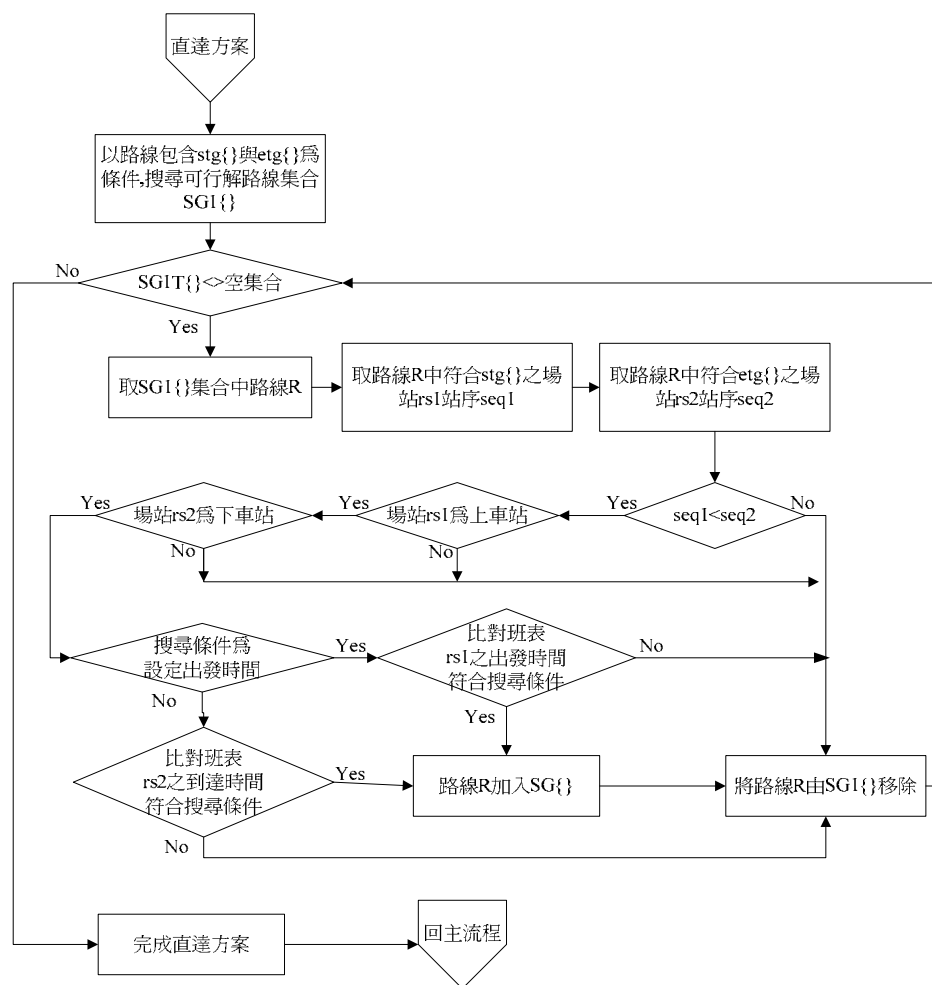 直達方案
以路線包含stg{}與etg{}爲
條件,搜尋可行解路線集合
SG1{}
No
SG1T{}<>空集合
Yes
取SG1{}集合中路線R
取路線R中符合stg{}之場
站rs1站序seq1
取路線R中符合etg{}之場
站rs2站序seq2
Yes
場站rs2爲下車站
Yes
場站rs1爲上車站
Yes
seq1<seq2
No
No
No
搜尋條件爲
設定出發時間
Yes
比對班表
rs1之出發時間
符合搜尋條件
No
No
Yes
比對班表
rs2之到達時間
符合搜尋條件
Yes
路線R加入SG{}
將路線R由SG1{}移除
No
完成直達方案
回主流程